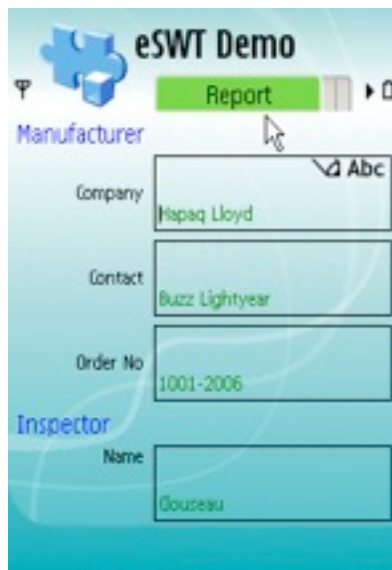 eSWT Demo
Report
Manufacturer
Abc
Company
Hapaq Lloyd
Contact
Buzz Lightyear
Order No
1001-2006
Inspector
Name
Clouseau